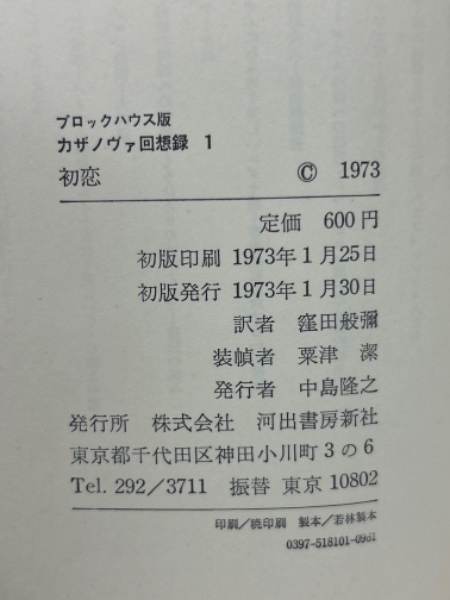 ブロックハウス版
カザノヴァ回想録 1
初恋 © 1973
定価 600円
初版印刷 1973年1月25日
初版発行 1973年1月30日
訳者 窪田般彌
装幀者 粟津 潔
発行者 中島隆之
発行所 株式会社 河出書房新社
東京都千代田区神田小川町3の6
Tel. 292/3711 振替 東京 10802
印刷/暁印刷 製本/若林製本
0397-518101-0961